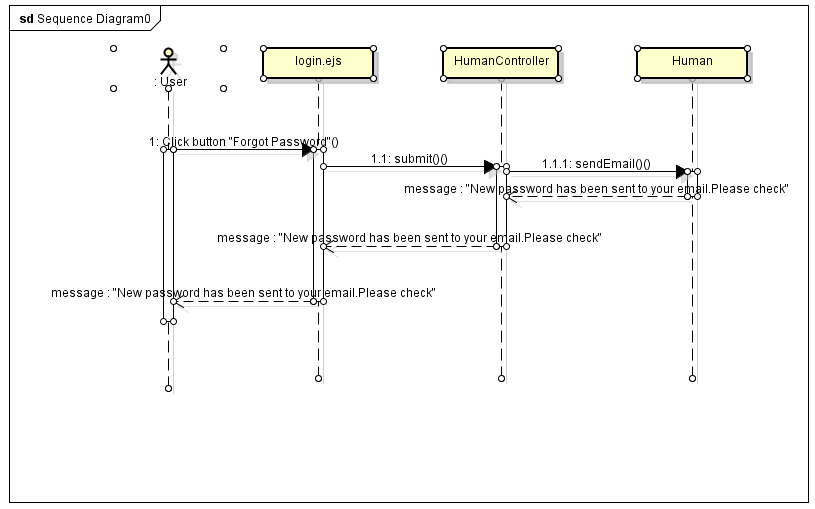 sd Sequence Diagram0
: User
login.ejs
HumanController
Human
1: Click button "Forgot Password"()
1.1: submit()()
1.1.1: sendEmail()()
message : "New password has been sent to your email.Please check"
message : "New password has been sent to your email.Please check"
message : "New password has been sent to your email.Please check"